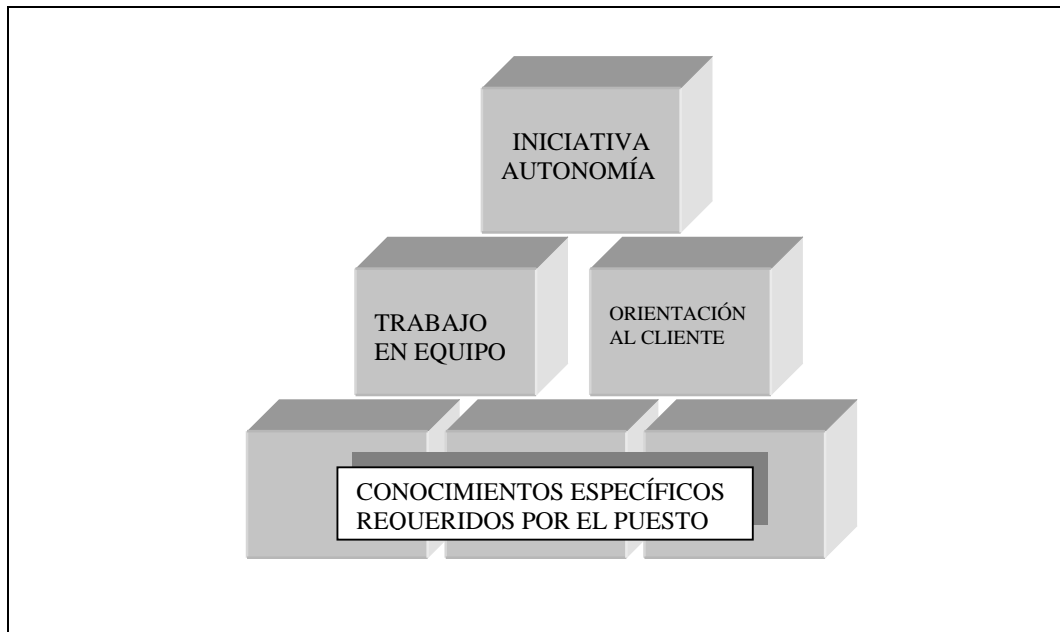 INICIATIVA
AUTONOMÍA
TRABAJO
EN EQUIPO
ORIENTACIÓN
AL CLIENTE
CONOCIMIENTOS ESPECÍFICOS
REQUERIDOS POR EL PUESTO